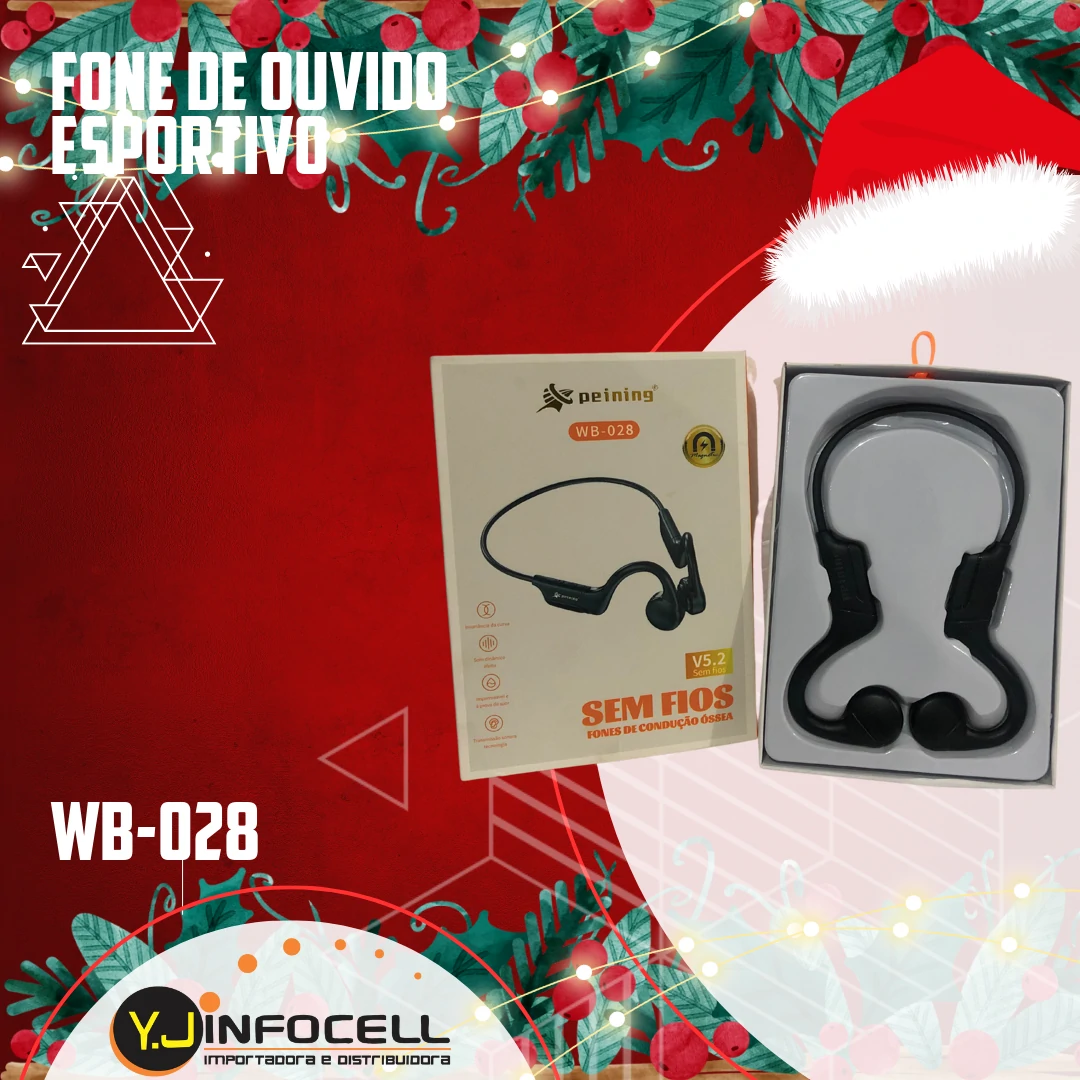 FONE DE OUVIDO
ESPORTIVO
peining
WB-028
V5.2
Sem fios
SEM FIOS
FONES DE CONDUÇÃO ÓSSEA
WB-028
Y.J INFOCELL
IMPORTADORA E DISTRIBUIDORA